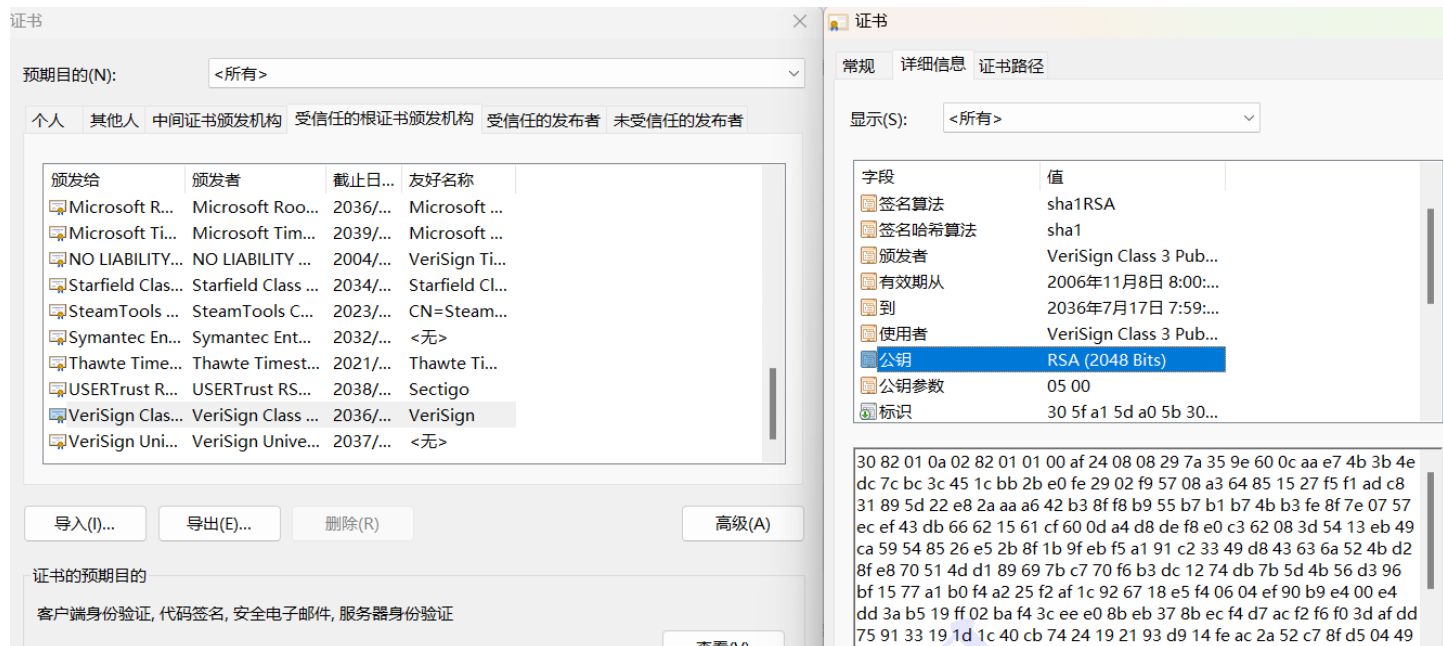 证书
预期目的(N):
<所有>
个人 其他人 中间证书颁发机构 受信任的根证书颁发机构 受信任的发布者 未受信任的发布者
颁发给 颁发者 截止日... 友好名称
Microsoft R... Microsoft Roo... 2036/... Microsoft ...
Microsoft Ti... Microsoft Tim... 2039/... Microsoft ...
NO LIABILITY... NO LIABILITY ... 2004/... VeriSign Ti...
Starfield Clas... Starfield Class ... 2034/... Starfield Cl...
SteamTools ... SteamTools C... 2023/... CN=Steam...
Symantec En... Symantec Ent... 2032/... <无>
Thawte Time... Thawte Timest... 2021/... Thawte Ti...
USERTrust R... USERTrust RS... 2038/... Sectigo
VeriSign Clas... VeriSign Class ... 2036/... VeriSign
VeriSign Uni... VeriSign Unive... 2037/... <无>
导入(I)... 导出(E)... 删除(R) 高级(A)
证书的预期目的
客户端身份验证, 代码签名, 安全电子邮件, 服务器身份验证
证书
常规 详细信息 证书路径
显示(S): <所有>
字段 值
签名算法 sha1RSA
签名哈希算法 sha1
颁发者 VeriSign Class 3 Pub...
有效期从 2006年11月8日 8:00:...
到 2036年7月17日 7:59:...
使用者 VeriSign Class 3 Pub...
公钥 RSA (2048 Bits)
公钥参数 05 00
标识 30 5f a1 5d a0 5b 30...
30 82 01 0a 02 82 01 01 00 af 24 08 08 29 7a 35 9e 60 0c aa e7 4b 3b 4e
dc 7c bc 3c 45 1c bb 2b e0 fe 29 02 f9 57 08 a3 64 85 15 27 f5 f1 ad c8
31 89 5d 22 e8 2a aa a6 42 b3 8f f8 b9 55 b7 b1 b7 4b b3 fe 8f 7e 07 57
ec ef 43 db 66 62 15 61 cf 60 0d a4 d8 de f8 e0 c3 62 08 3d 54 13 eb 49
ca 59 54 85 26 e5 2b 8f 1b 9f eb f5 a1 91 c2 33 49 d8 43 63 6a 52 4b d2
8f e8 70 51 4d d1 89 69 7b c7 70 f6 b3 dc 12 74 db 7b 5d 4b 56 d3 96
bf 15 77 a1 b0 f4 a2 25 f2 af 1c 92 67 18 e5 f4 06 04 ef 90 b9 e4 00 e4
dd 3a b5 19 ff 02 ba f4 3c ee e0 8b eb 37 8b ec f4 d7 ac f2 f6 f0 3d af dd
75 91 33 19 1d 1c 40 cb 74 24 19 21 93 d9 14 fe ac 2a 52 c7 8f d5 04 49